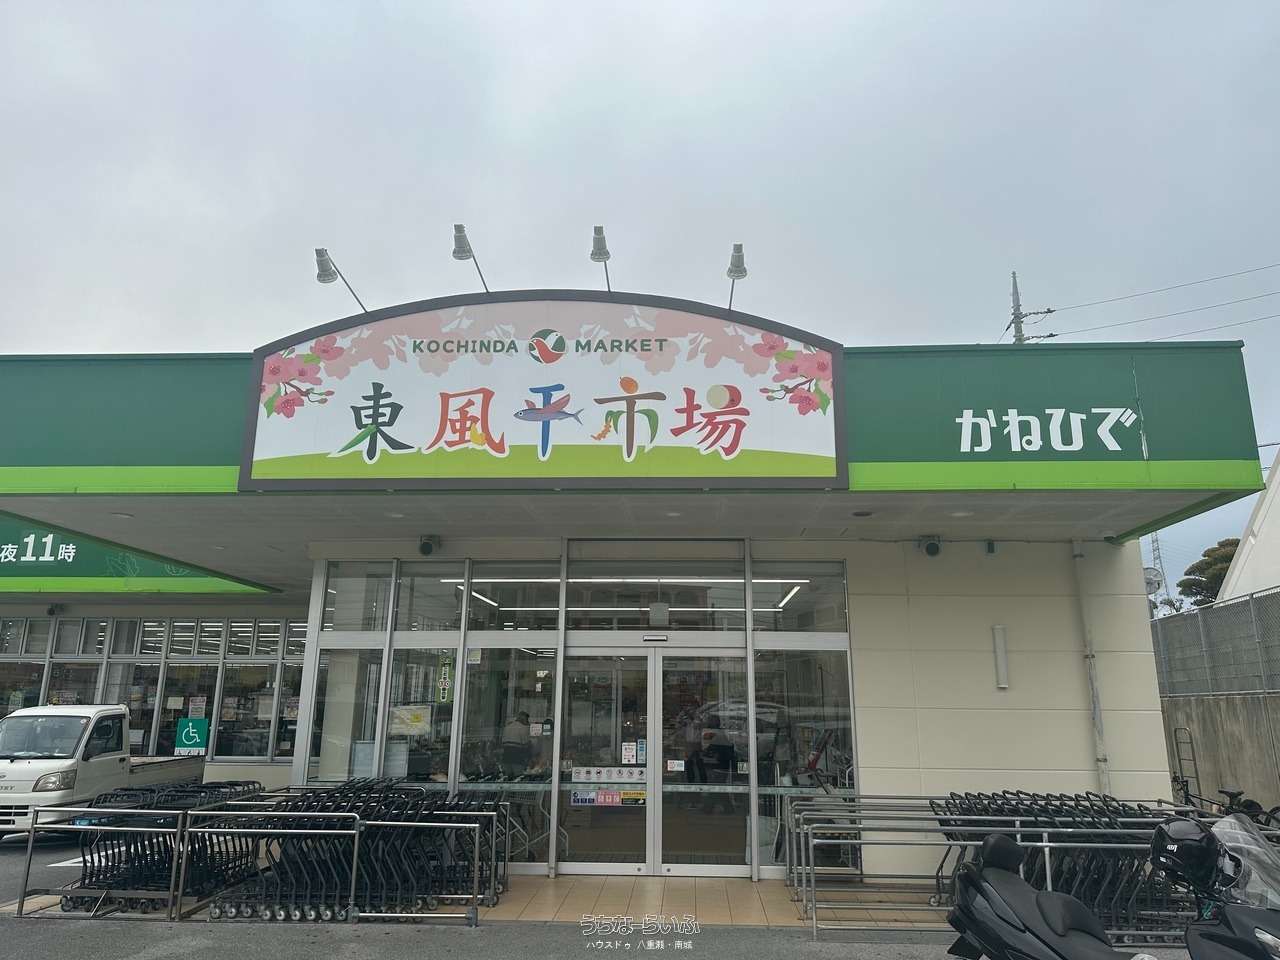 KOCHINDA MARKET
東風平市場
かねひで
夜11時
うちなーらいふ
ハウスドゥ 八重瀬・南城